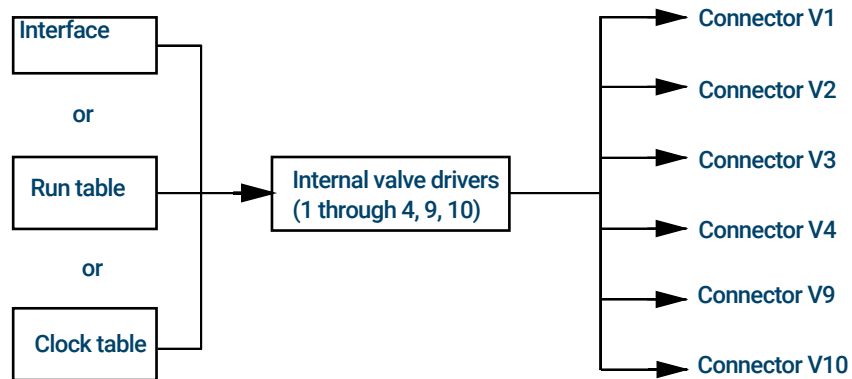 Interface
or
Run table
or
Clock table
Internal valve drivers
(1 through 4, 9, 10)
Connector V1
Connector V2
Connector V3
Connector V4
Connector V9
Connector V10